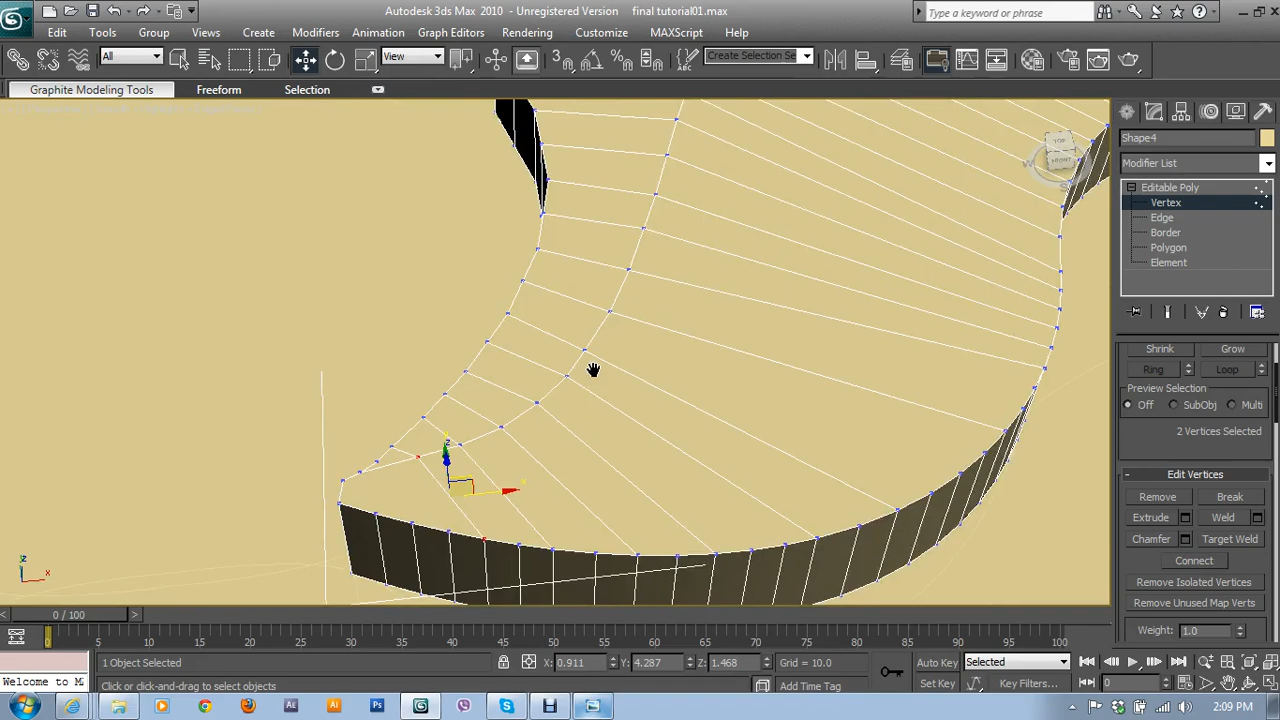 Autodesk 3ds Max 2010 - Unregistered Version final tutorial01.max
Type a keyword or phrase
Edit Tools Group Views Create Modifiers Animation Graph Editors Rendering Customize MAXScript Help
All View Create Selection Se
Graphite Modeling Tools Freeform Selection
TOP
FRONT
W
S
Shape4
Modifier List
Editable Poly
Vertex
Edge
Border
Polygon
Element
Shrink Grow
Ring Loop
Preview Selection
Off SubObj Multi
2 Vertices Selected
Edit Vertices
Remove Break
Extrude Weld
Chamfer Target Weld
Connect
Remove Isolated Vertices
Remove Unused Map Verts
Weight: 1.0
z
x
z
x
0 / 100
0 5 10 15 20 25 30 35 40 45 50 55 60 65 70 75 80 85 90 95 100
1 Object Selected X: 0.911 Y: 4.287 Z: 1.468 Grid = 10.0 Auto Key Selected
Welcome to M Click or click-and-drag to select objects Add Time Tag Set Key Key Filters... 0
Ae Ai Ps 2:09 PM